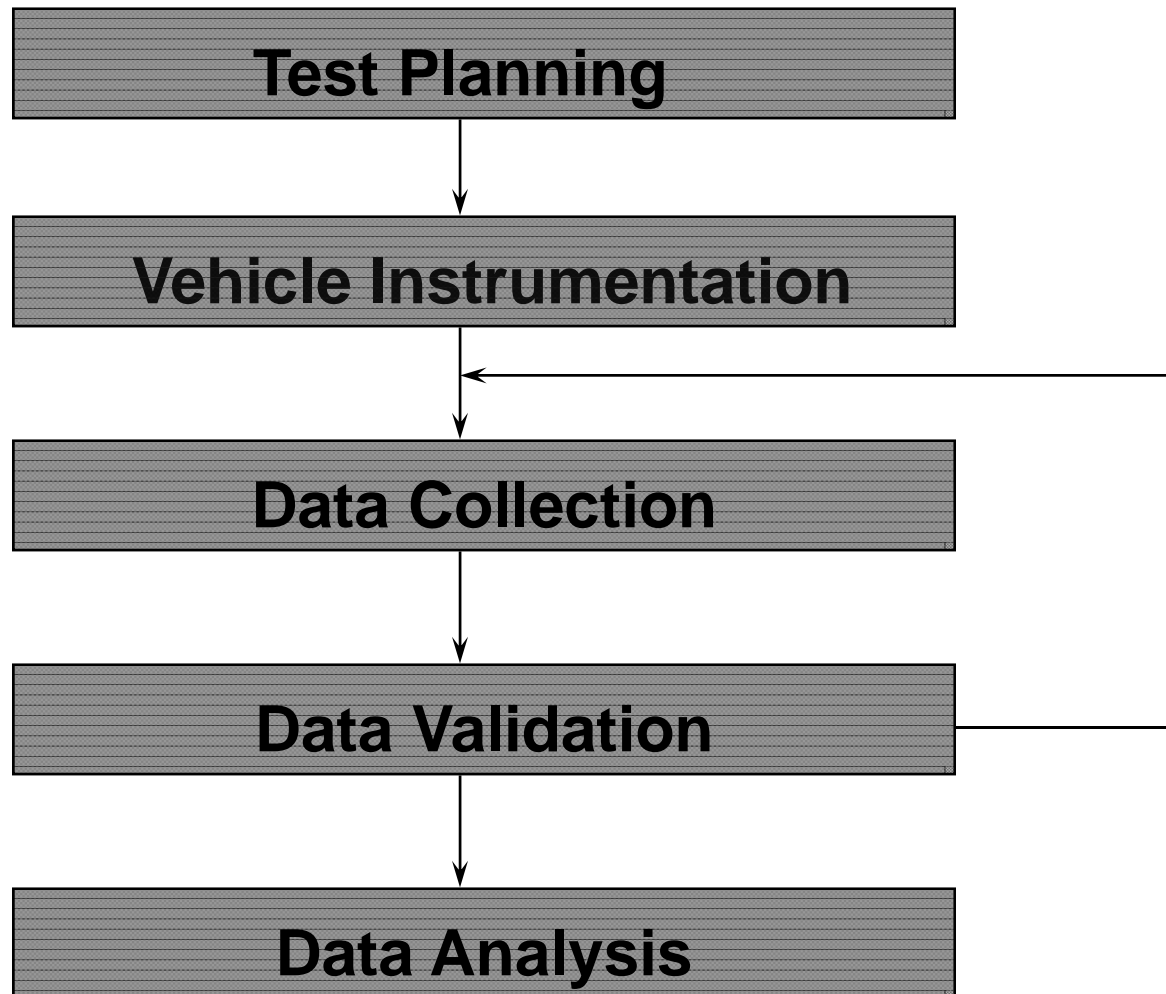 Test Planning
Vehicle Instrumentation
Data Collection
Data Validation
Data Analysis